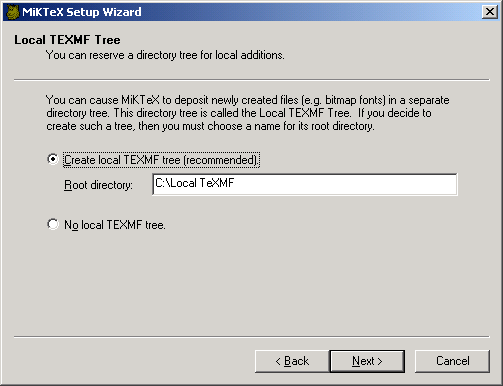 MiKTeX Setup Wizard
Local TEXMF Tree
You can reserve a directory tree for local additions.
You can cause MiKTeX to deposit newly created files (e.g. bitmap fonts) in a separate
directory tree. This directory tree is called the Local TEXMF Tree.  If you decide to
create such a tree, then you must choose a name for its root directory.
Create local TEXMF tree (recommended).
Root directory: C:\Local TeXMF
No local TEXMF tree.
< Back Next > Cancel